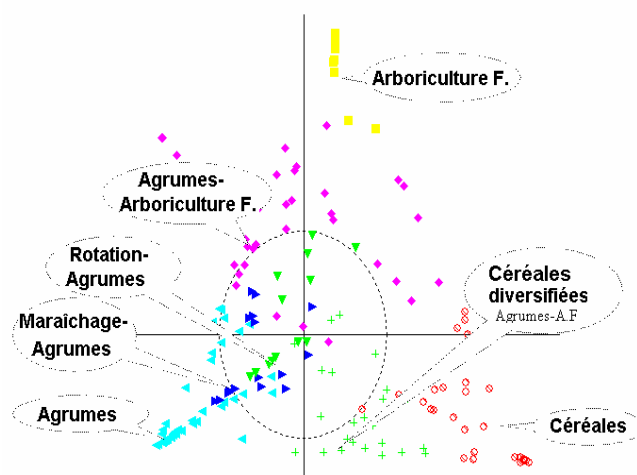 Arboriculture F.
Agrumes-
Arboriculture F.
Rotation-
Agrumes
Maraîchage-
Agrumes
Agrumes
Céréales
diversifiées
Agrumes-A.F
Céréales